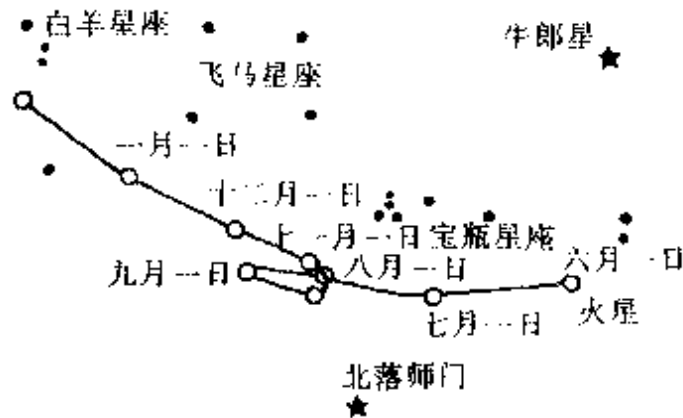 白羊星座
牛郎星
飞马星座
一月一日
十二月一日
十一月一日
宝瓶星座
九月一日
八月一日
六月一日
七月一日
火星
北落师门